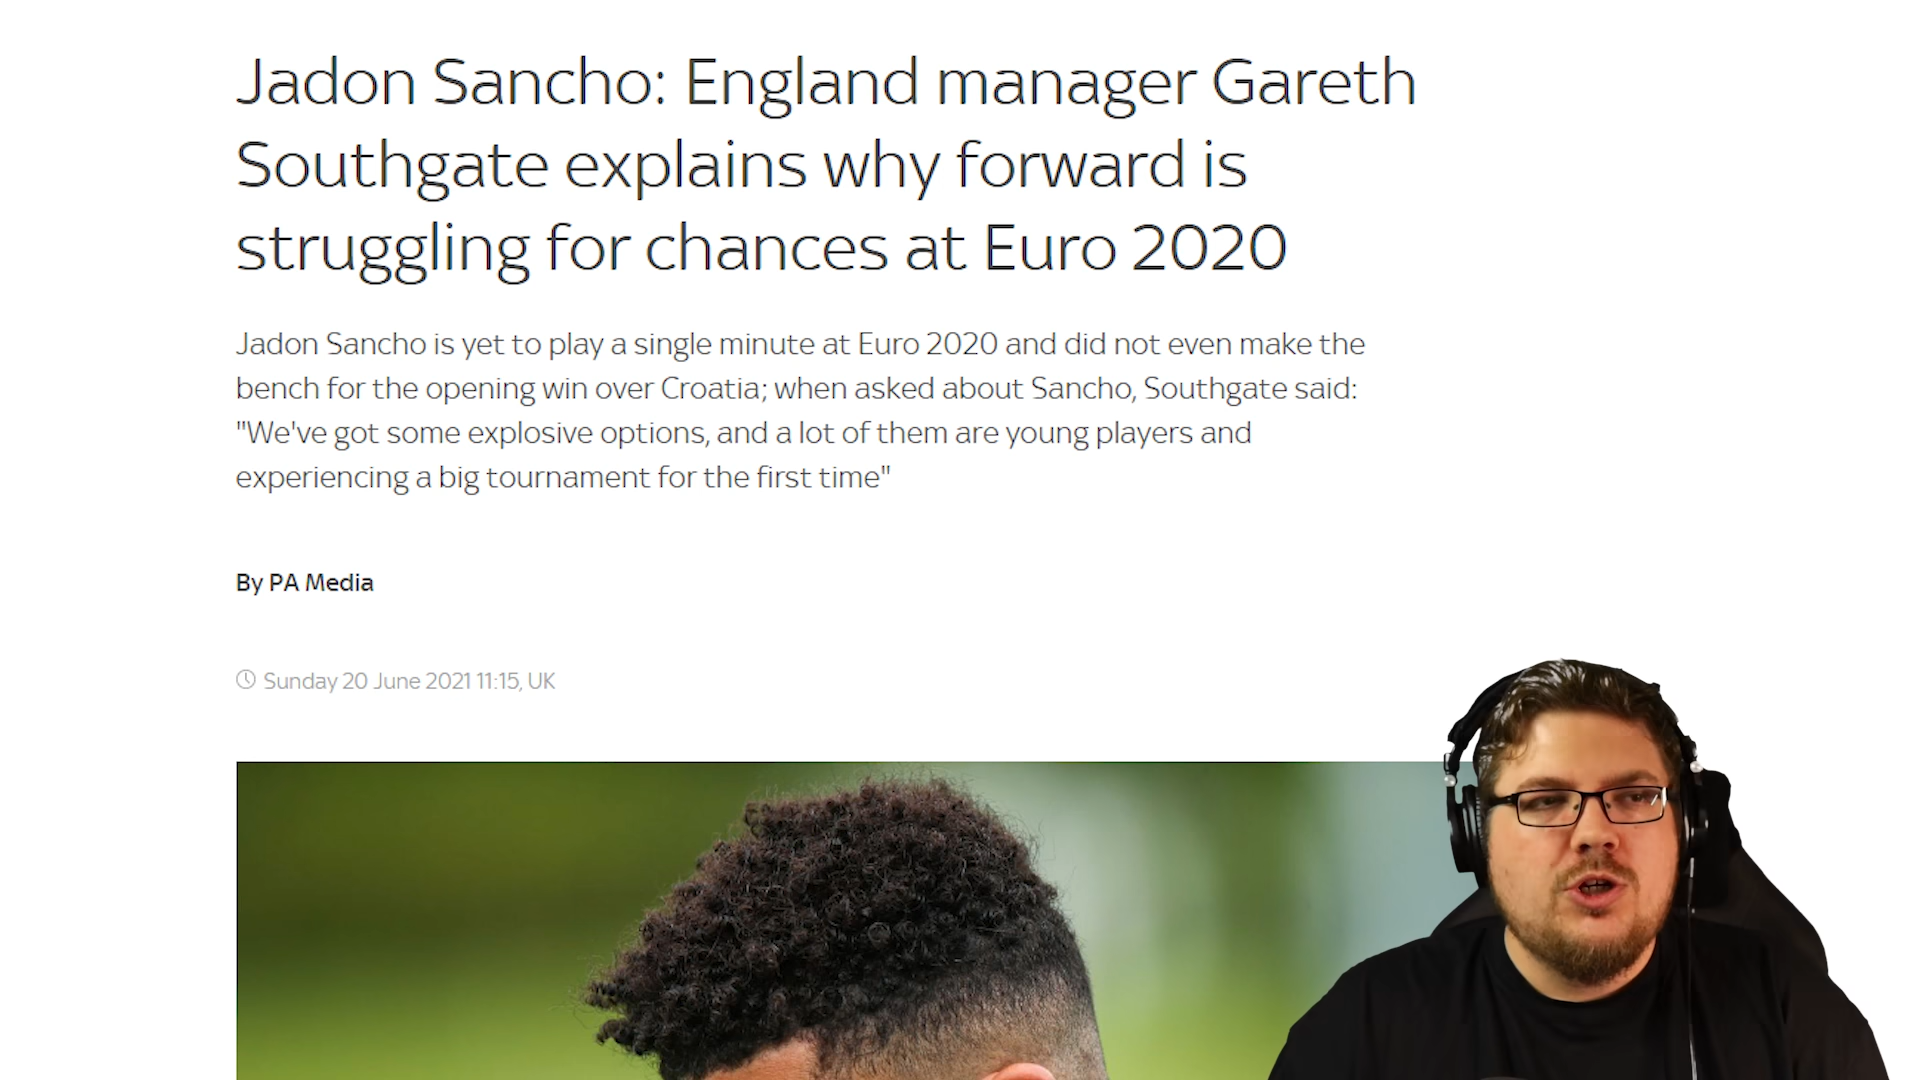 Jadon Sancho: England manager Gareth
Southgate explains why forward is
struggling for chances at Euro 2020
Jadon Sancho is yet to play a single minute at Euro 2020 and did not even make the
bench for the opening win over Croatia; when asked about Sancho, Southgate said:
"We've got some explosive options, and a lot of them are young players and
experiencing a big tournament for the first time"
By PA Media
Sunday 20 June 2021 11:15, UK